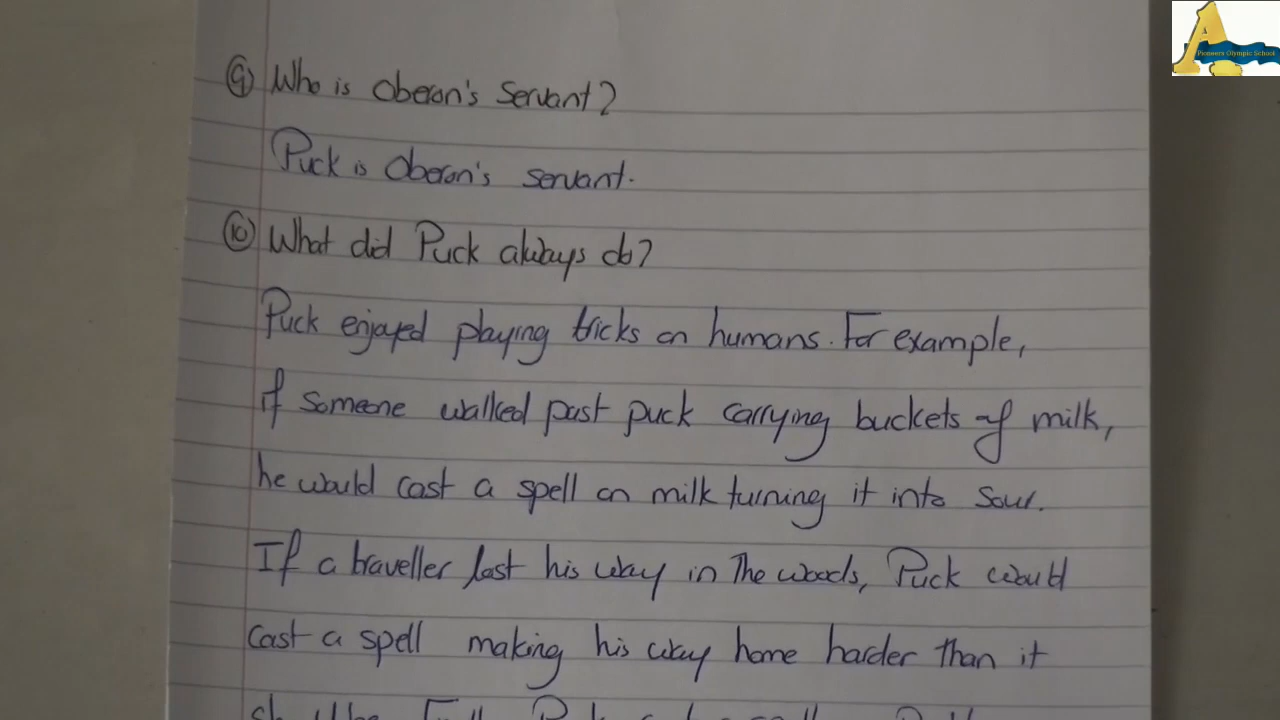 Pioneers Olympic School
9 Who is Oberon's Servant?
Puck is Oberon's servant.
10 What did Puck always do?
Puck enjoyed playing tricks on humans. For example,
if someone walked past puck carrying buckets of milk,
he would cast a spell on milk turning it into sour.
If a traveller lost his way in The woods, Puck would
cast a spell making his way home harder than it